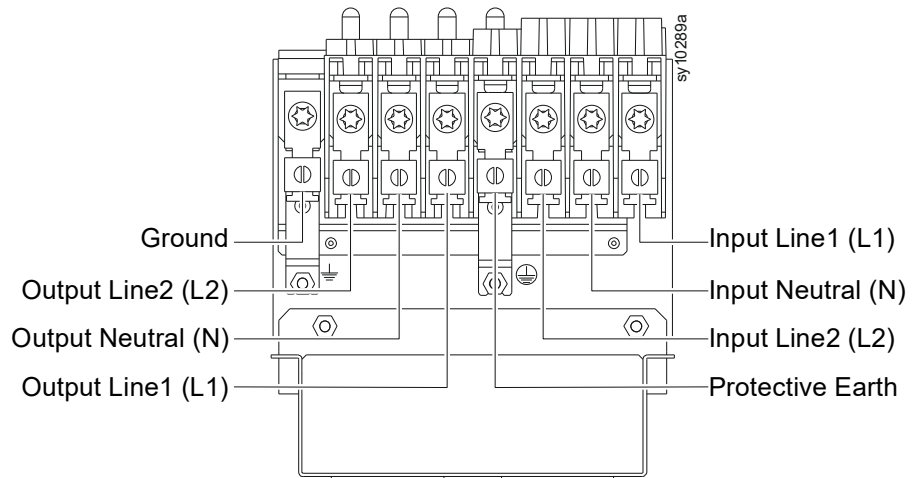 sy10289a
Ground
Output Line2 (L2)
Output Neutral (N)
Output Line1 (L1)
Input Line1 (L1)
Input Neutral (N)
Input Line2 (L2)
Protective Earth